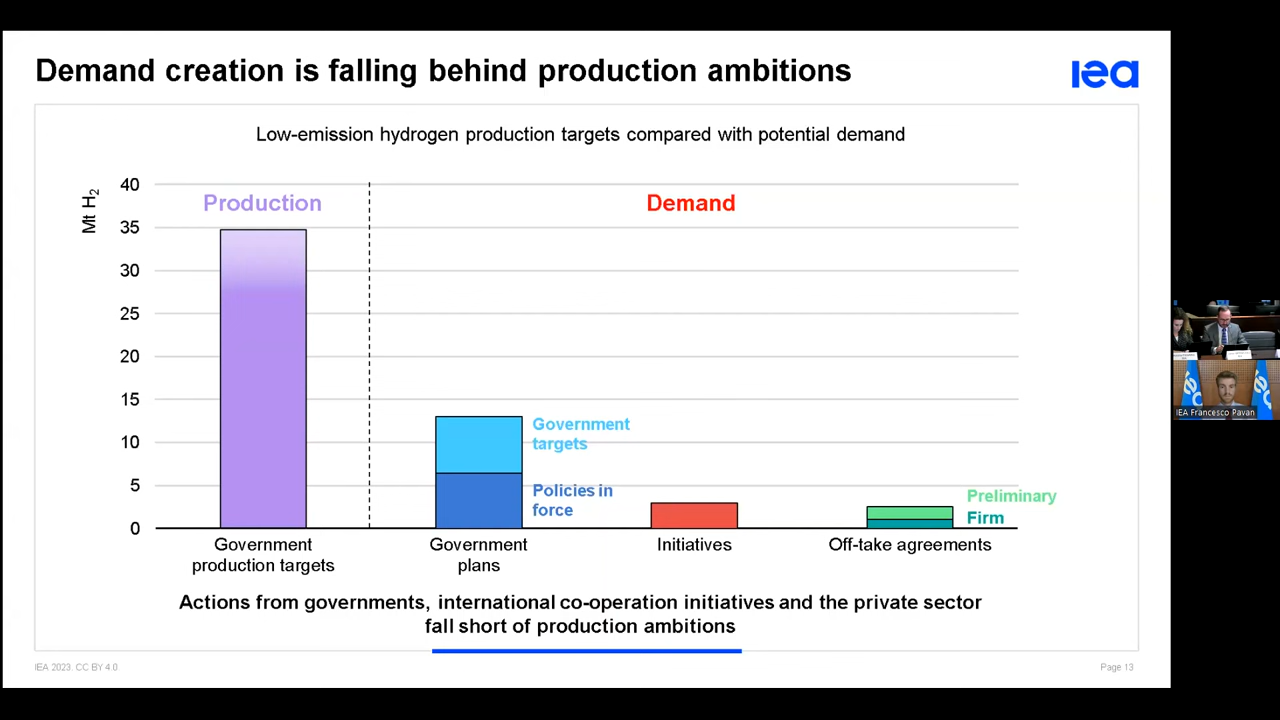 Demand creation is falling behind production ambitions
iea
Low-emission hydrogen production targets compared with potential demand
Mt H₂
40
35
30
25
20
15
10
5
0
Production
Demand
Government
targets
Policies in
force
Preliminary
Firm
Government
production targets
Government
plans
Initiatives
Off-take agreements
Actions from governments, international co-operation initiatives and the private sector
fall short of production ambitions
IEA 2023. CC BY 4.0.
Page 13
IEA Francesco Pavan